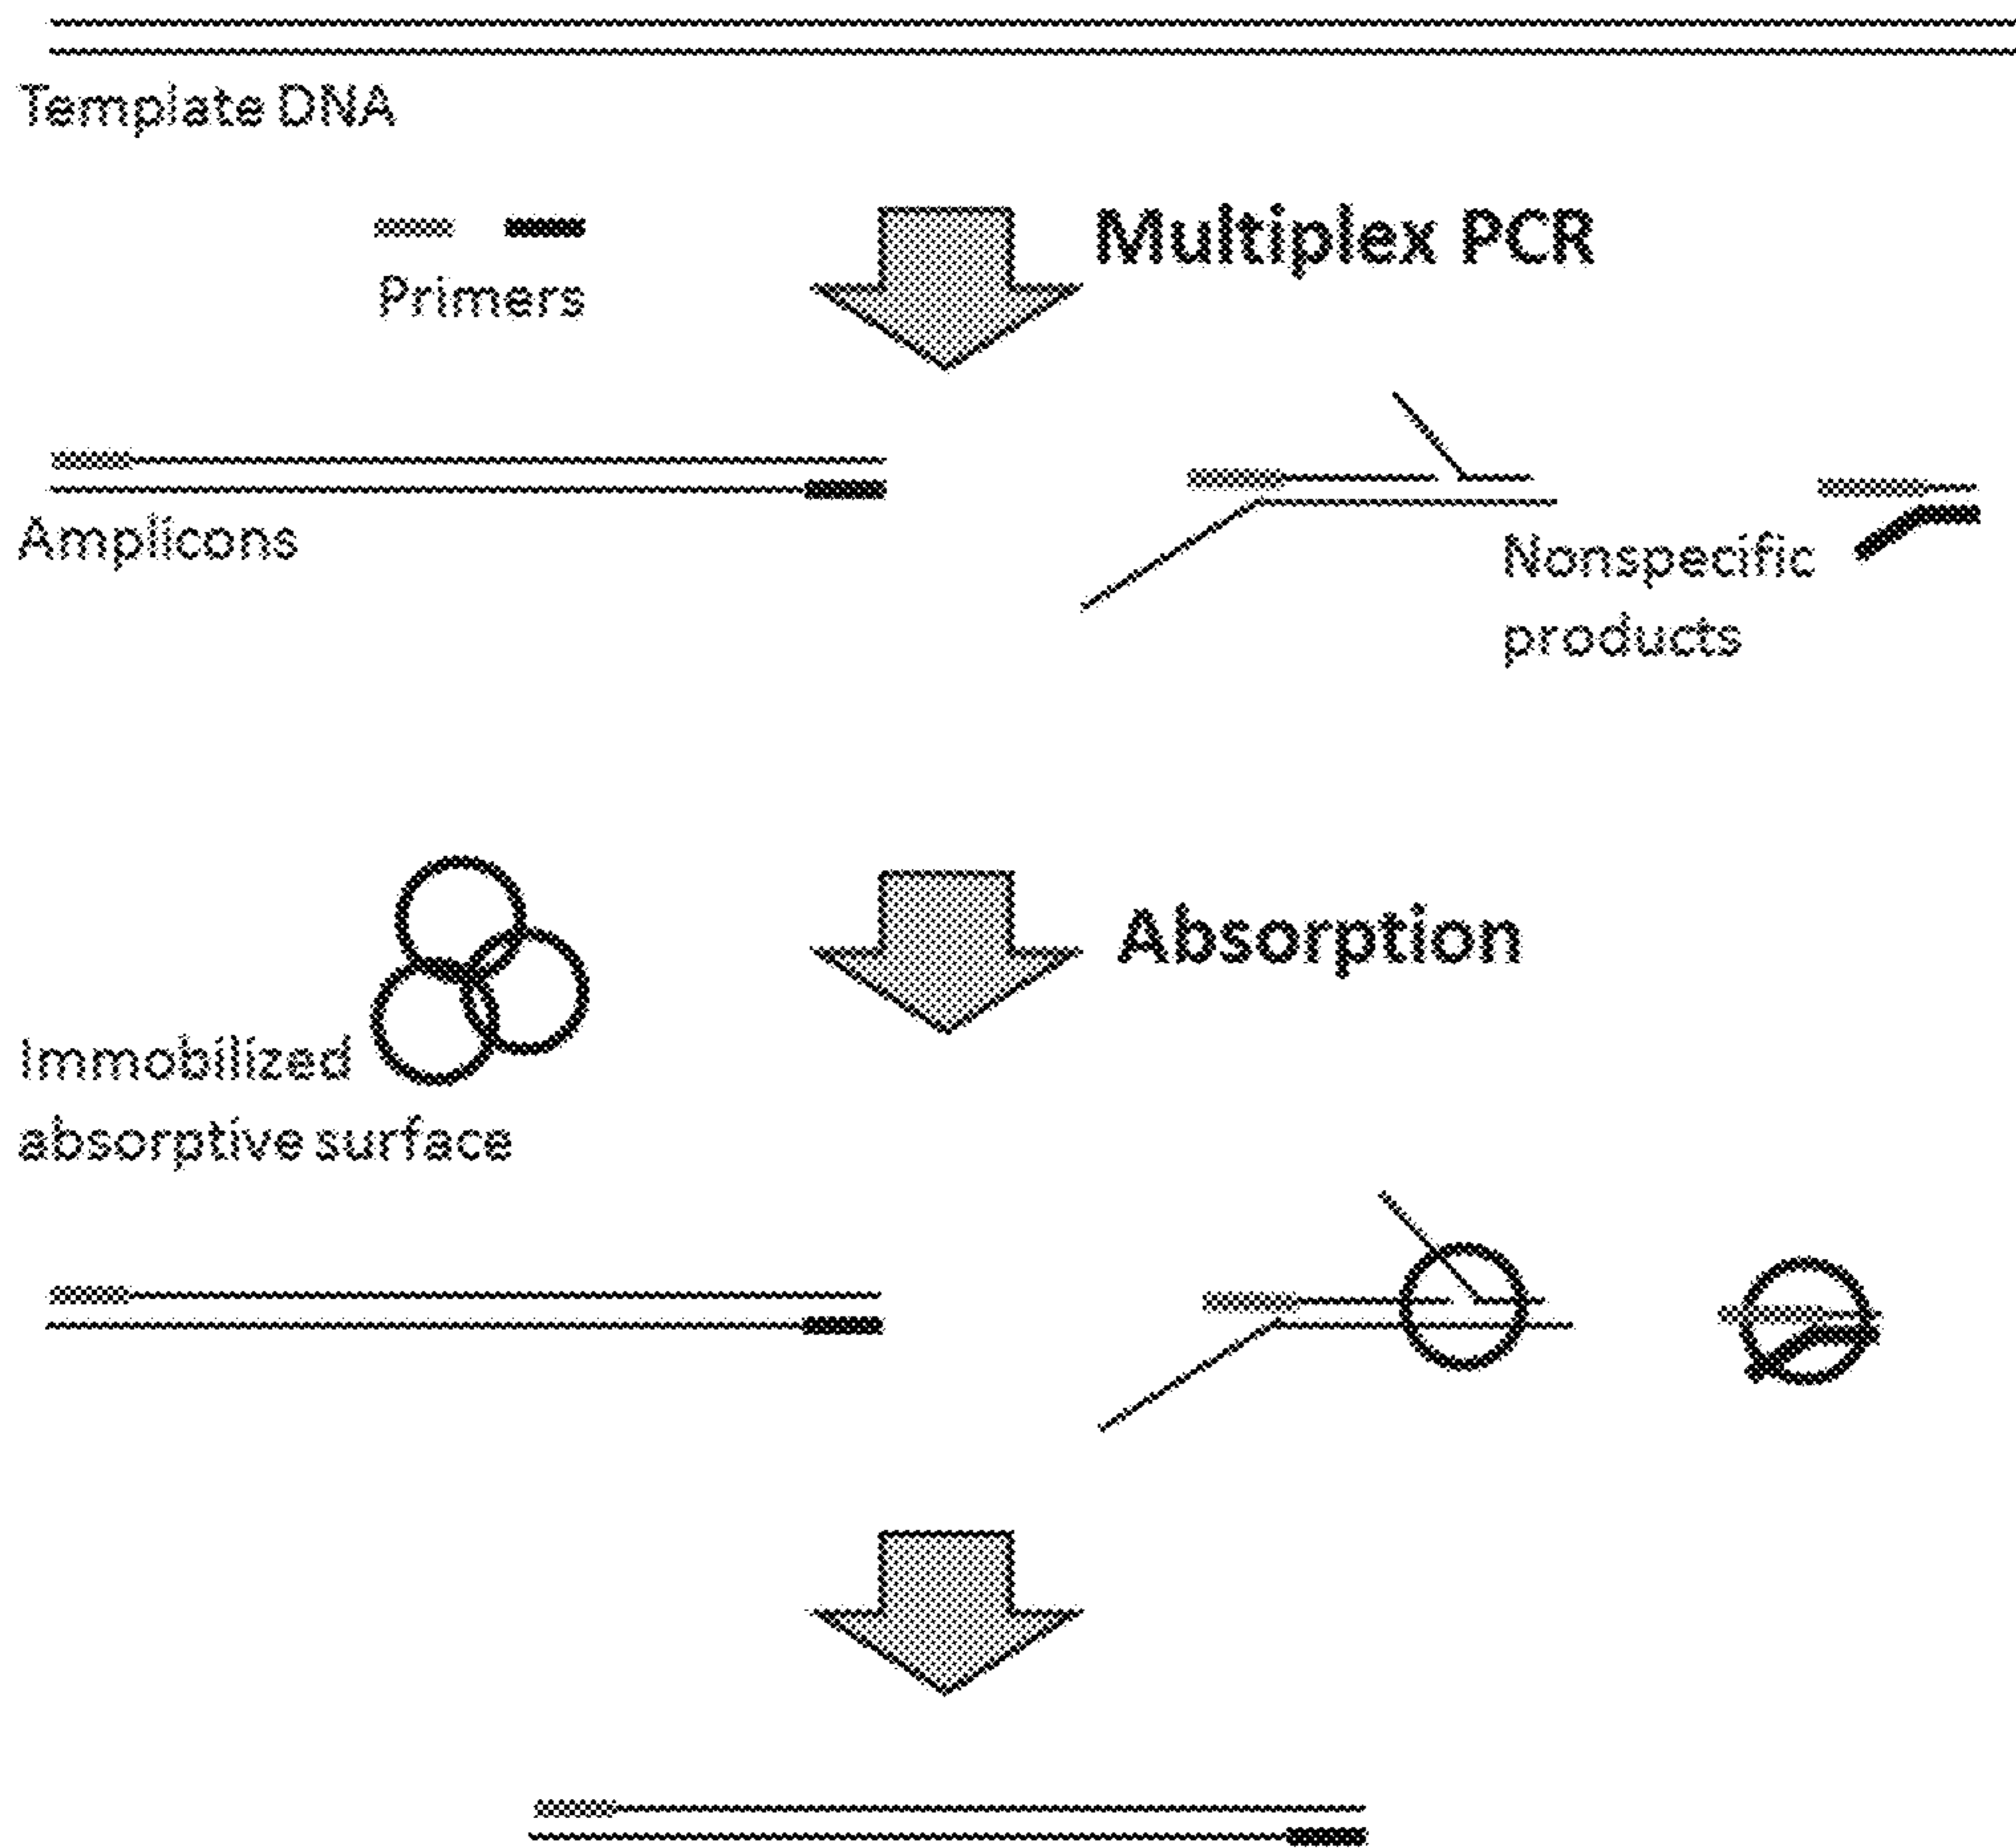 Template DNA
Multiplex PCR
Primers
Amplicons
Nonspecific
products
Absorption
Immobilized
absorptive surface